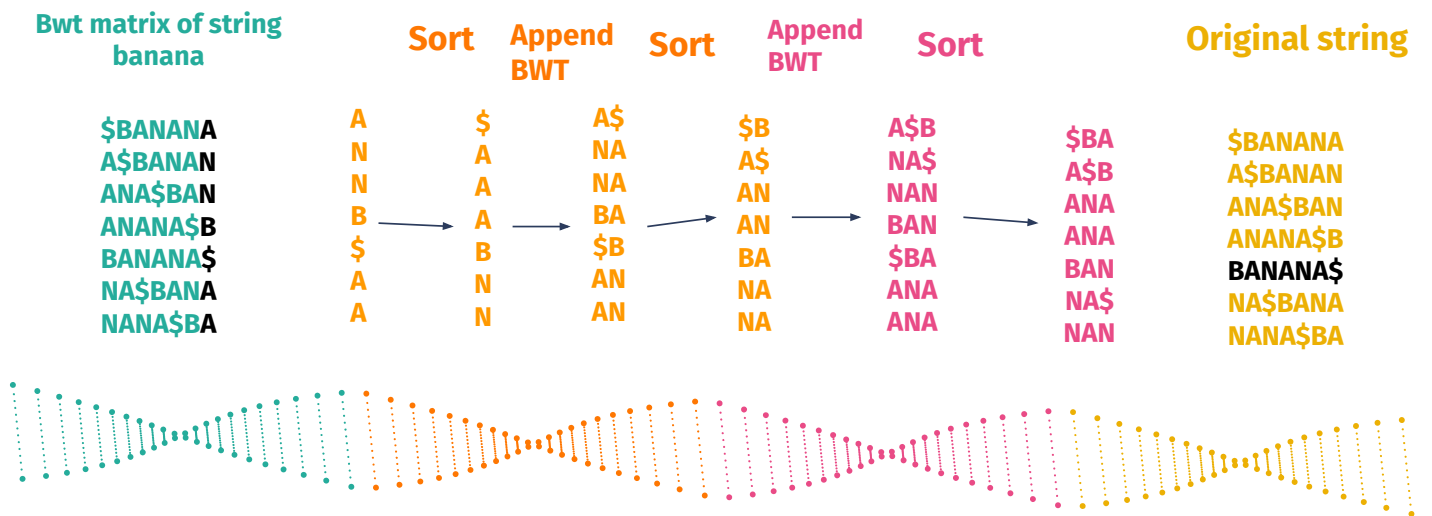 Bwt matrix of string
banana
Sort
Append
BWT
Sort
Append
BWT
Sort
Original string
$BANANA
A$BANAN
ANA$BAN
ANANA$B
BANANA$
NA$BANA
NANA$BA
A
N
N
B
$
A
A
$
A
A
A
B
N
N
A$
NA
NA
BA
$B
AN
AN
$B
A$
AN
AN
BA
NA
NA
A$B
NA$
NAN
BAN
$BA
ANA
ANA
$BA
A$B
ANA
ANA
BAN
NA$
NAN
$BANANA
A$BANAN
ANA$BAN
ANANA$B
BANANA$
NA$BANA
NANA$BA